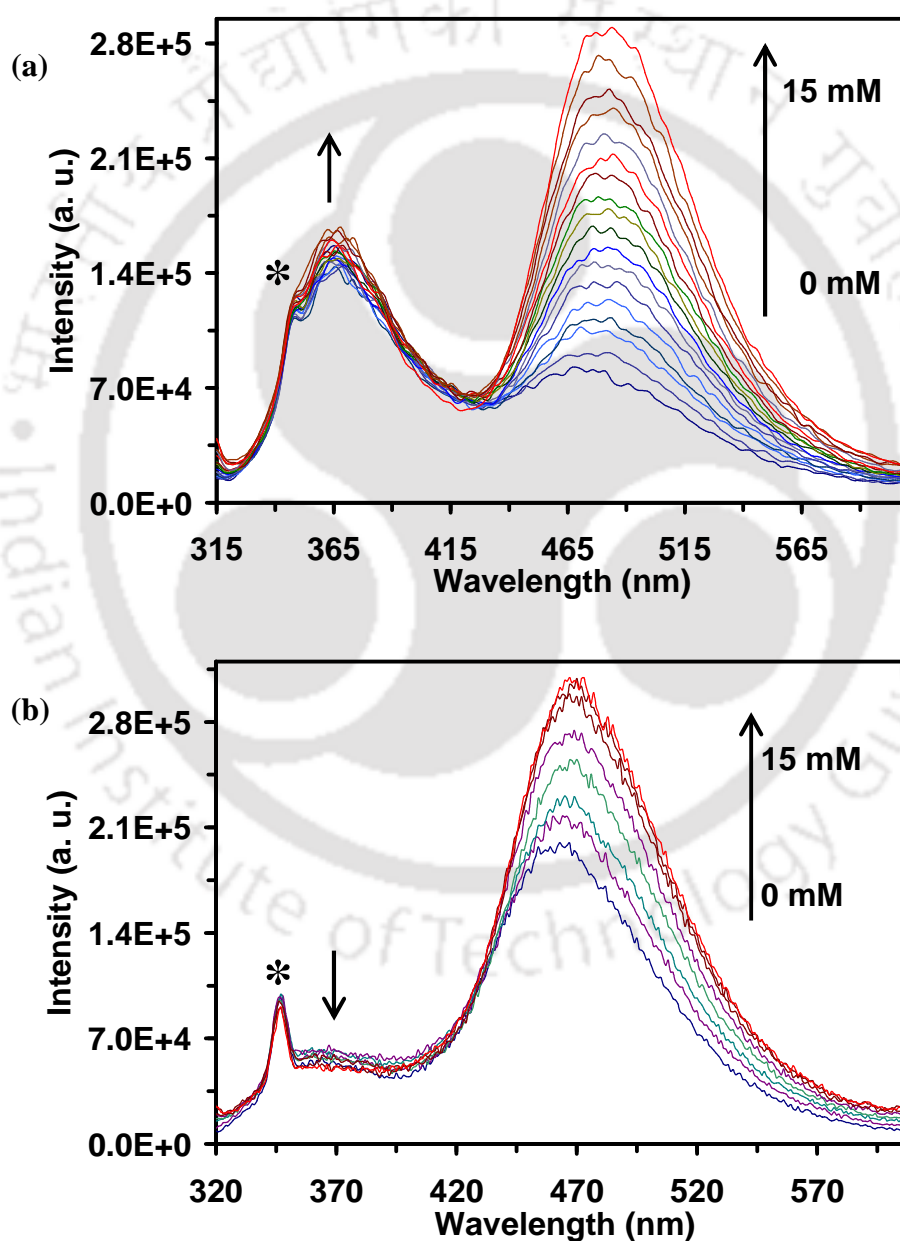 (a)
2.8E+5
2.1E+5
1.4E+5
7.0E+4
0.0E+0
Intensity (a. u.)
*
15 mM
0 mM
315 365 415 465 515 565
Wavelength (nm)
(b)
2.8E+5
2.1E+5
1.4E+5
7.0E+4
0.0E+0
Intensity (a. u.)
*
15 mM
0 mM
320 370 420 470 520 570
Wavelength (nm)
• Indian Institute of Technology